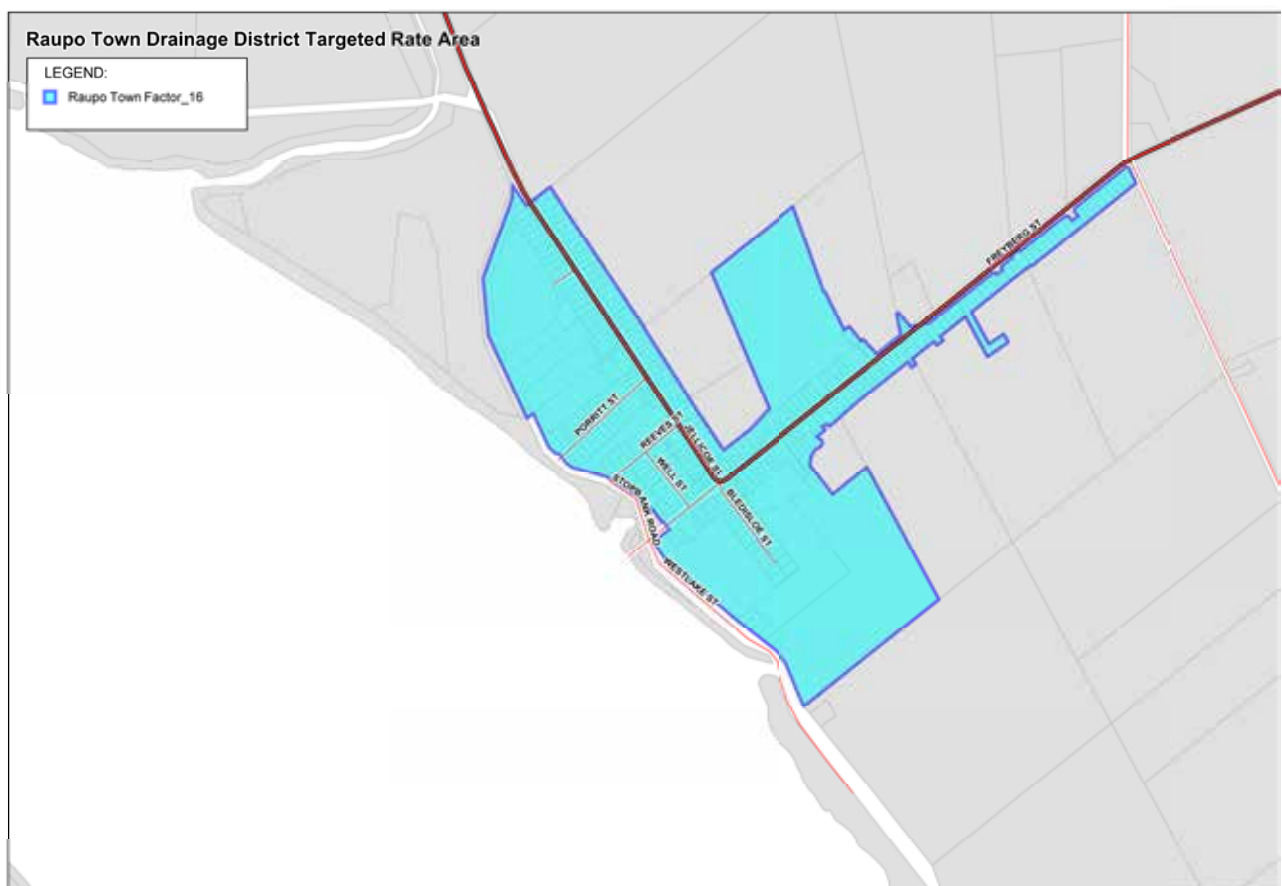 Raupo Town Drainage District Targeted Rate Area
LEGEND:
Raupo Town Factor_16
FREYBERG ST
PORRITT ST
REEVES ST
JELLICOE ST
WELL ST
BLEDISLOE ST
STOPBANK ROAD
WESTLAKE ST